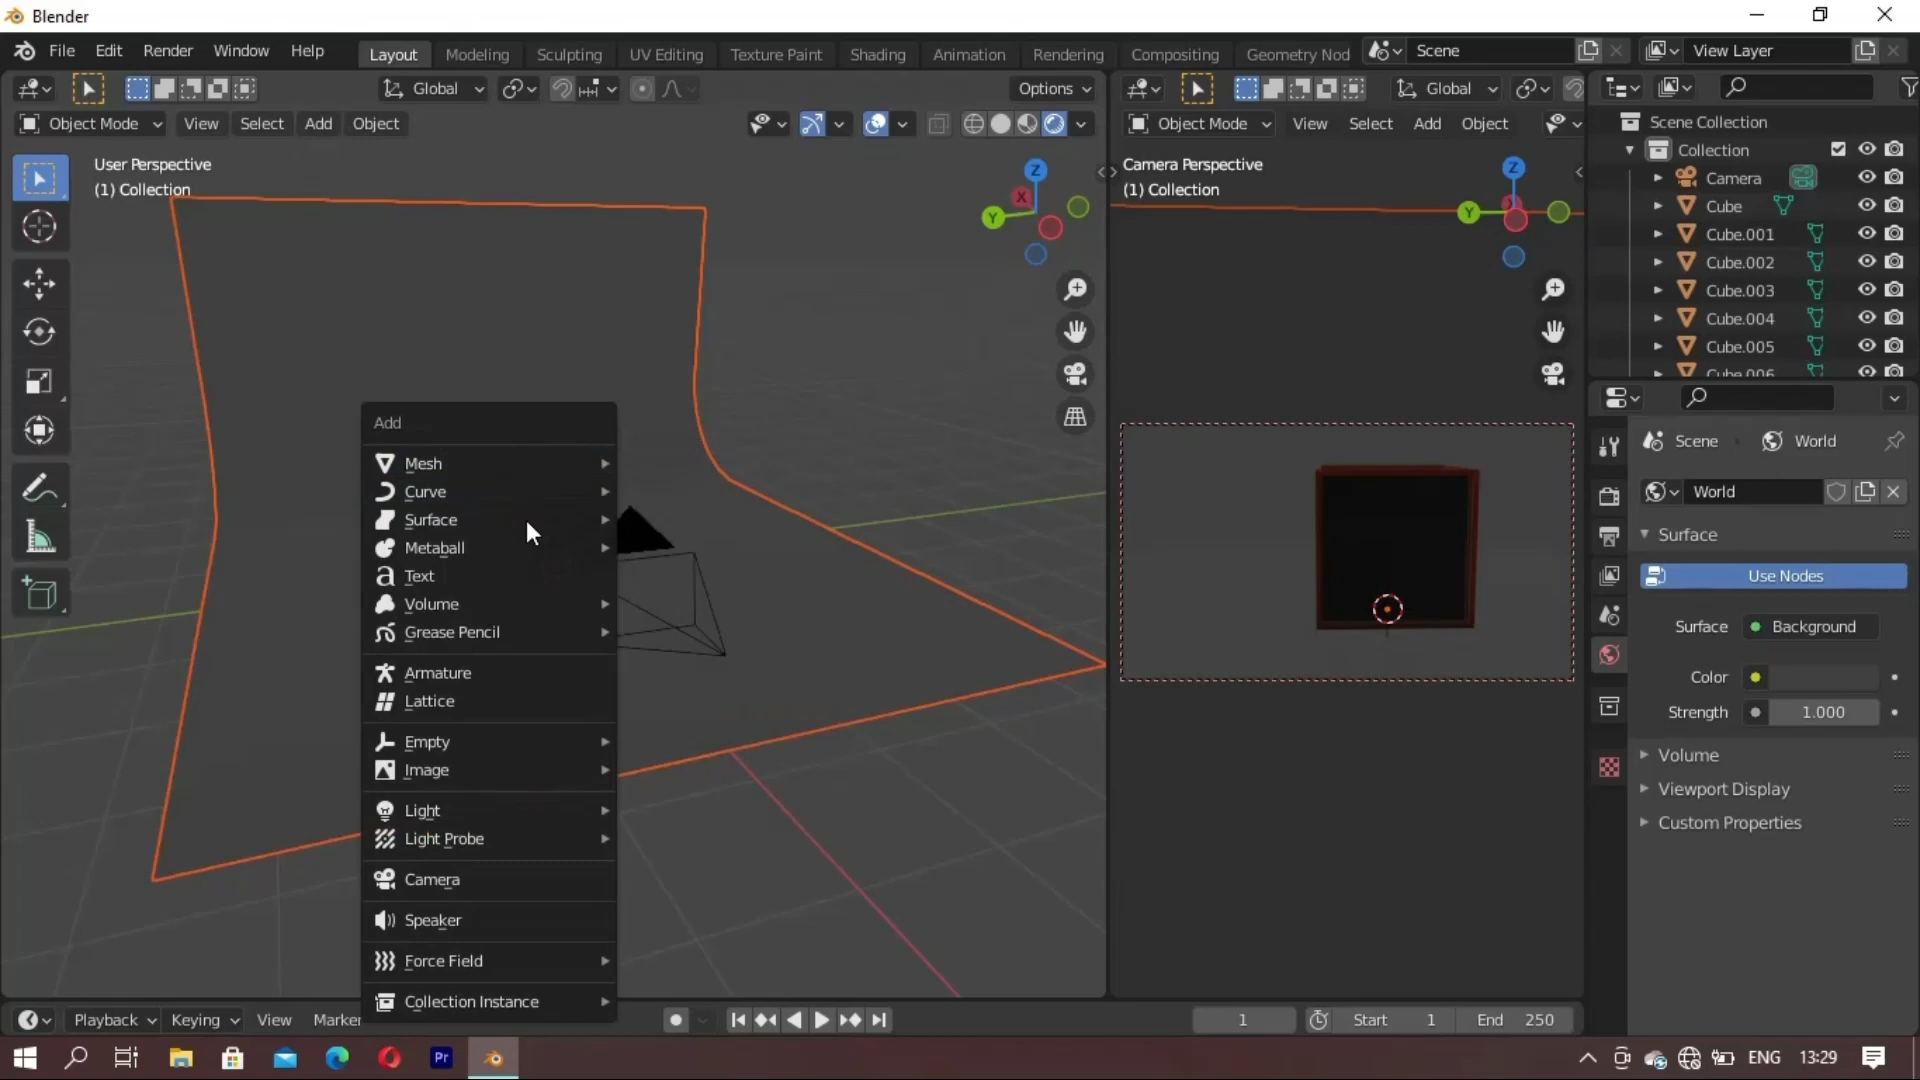 Blender
File Edit Render Window Help
Layout Modeling Sculpting UV Editing Texture Paint Shading Animation Rendering Compositing Geometry Nod
Scene
View Layer
Global
Options
Global
Object Mode View Select Add Object
Object Mode View Select Add Object
User Perspective
(1) Collection
Z
X
Y
Camera Perspective
(1) Collection
Z
Y
Scene Collection
Collection
Camera
Cube
Cube.001
Cube.002
Cube.003
Cube.004
Cube.005
Cube.006
Add
Mesh
Curve
Surface
Metaball
Text
Volume
Grease Pencil
Armature
Lattice
Empty
Image
Light
Light Probe
Camera
Speaker
Force Field
Collection Instance
Scene World
World
Surface
Use Nodes
Surface Background
Color
Strength 1.000
Volume
Viewport Display
Custom Properties
Playback Keying View Marker
1
Start 1
End 250
Pr
ENG 13:29